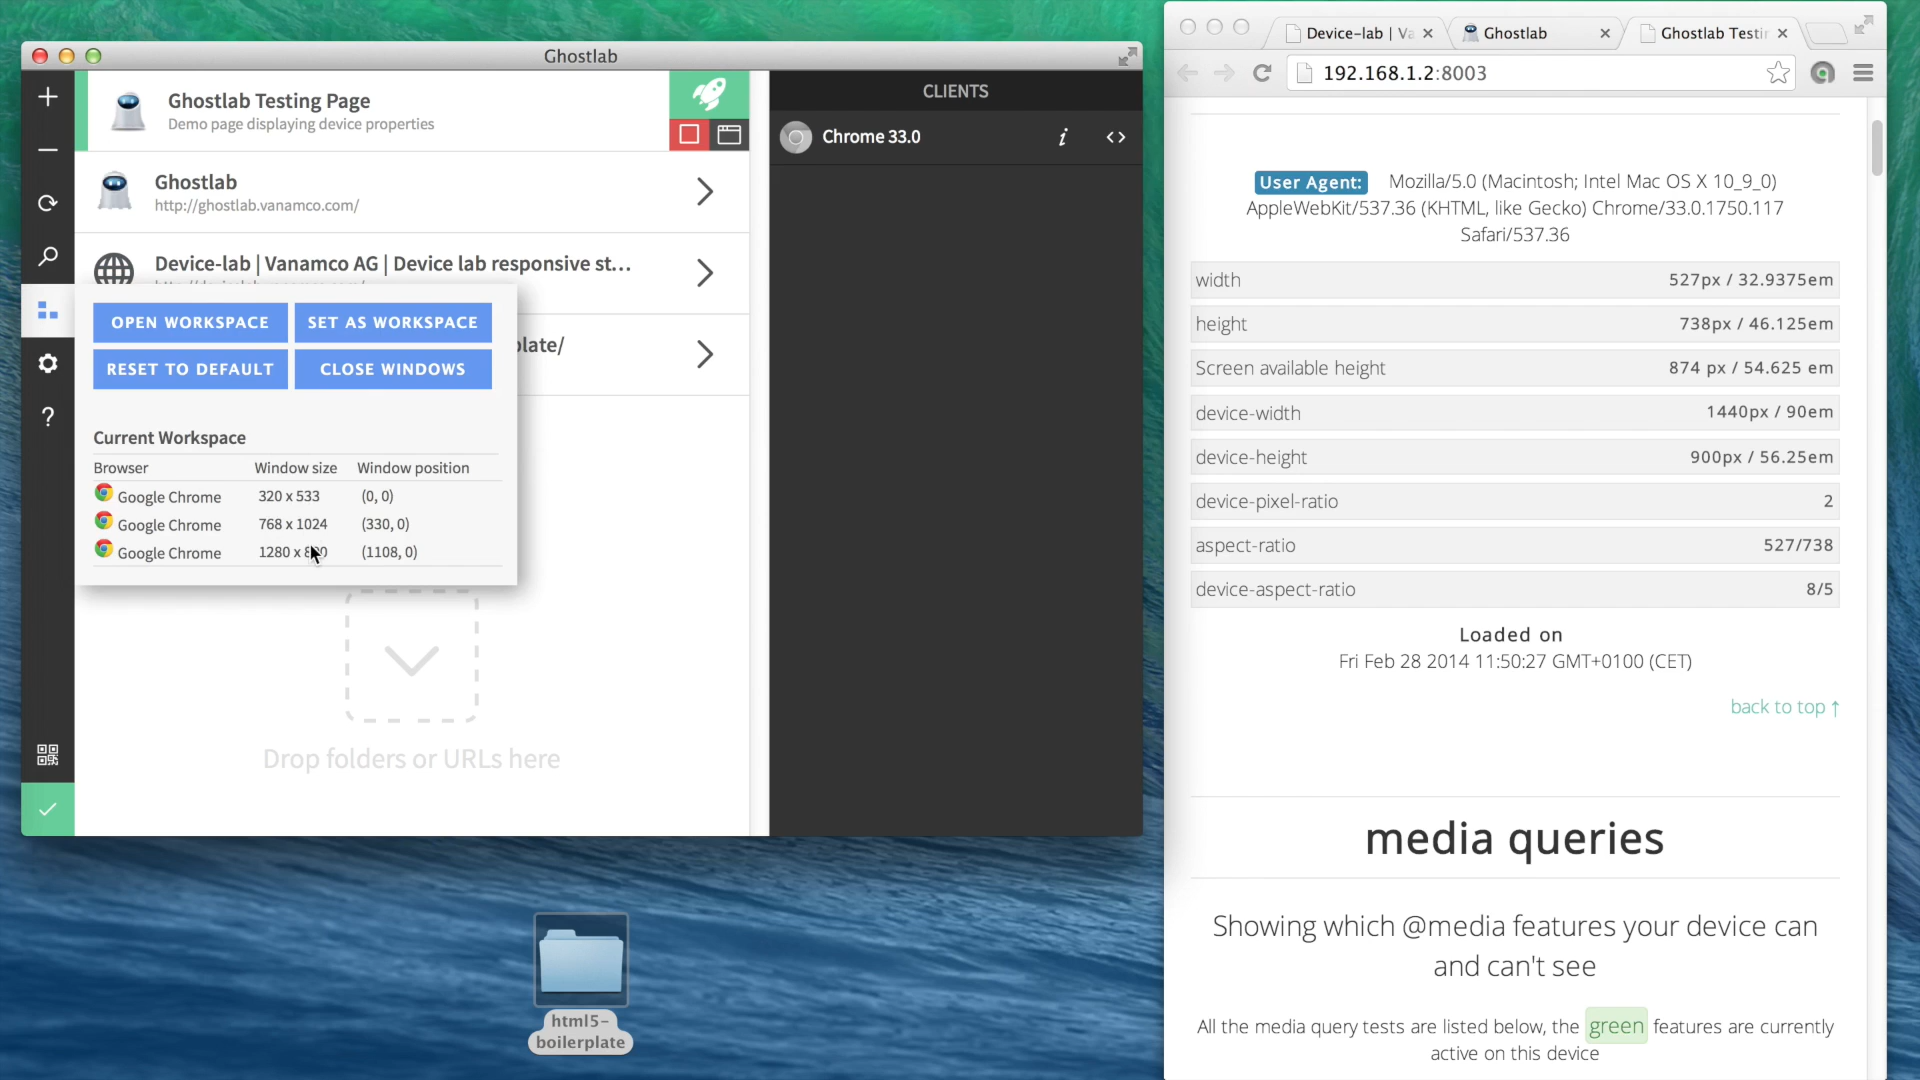 Ghostlab
Ghostlab Testing Page
Demo page displaying device properties
Ghostlab
http://ghostlab.vanamco.com/
Device-lab | Vanamco AG | Device lab responsive st...
OPEN WORKSPACE
SET AS WORKSPACE
RESET TO DEFAULT
CLOSE WINDOWS
Current Workspace
Browser Window size Window position
Google Chrome 320 x 533 (0, 0)
Google Chrome 768 x 1024 (330, 0)
Google Chrome 1280 x (1108, 0)
Drop folders or URLs here
CLIENTS
Chrome 33.0
html5-
boilerplate
Device-lab | Va
Ghostlab
Ghostlab Testin
192.168.1.2:8003
User Agent: Mozilla/5.0 (Macintosh; Intel Mac OS X 10_9_0)
AppleWebKit/537.36 (KHTML, like Gecko) Chrome/33.0.1750.117
Safari/537.36
width 527px / 32.9375em
height 738px / 46.125em
Screen available height 874 px / 54.625 em
device-width 1440px / 90em
device-height 900px / 56.25em
device-pixel-ratio 2
aspect-ratio 527/738
device-aspect-ratio 8/5
Loaded on
Fri Feb 28 2014 11:50:27 GMT+0100 (CET)
back to top ↑
media queries
Showing which @media features your device can
and can't see
All the media query tests are listed below, the green features are currently
active on this device